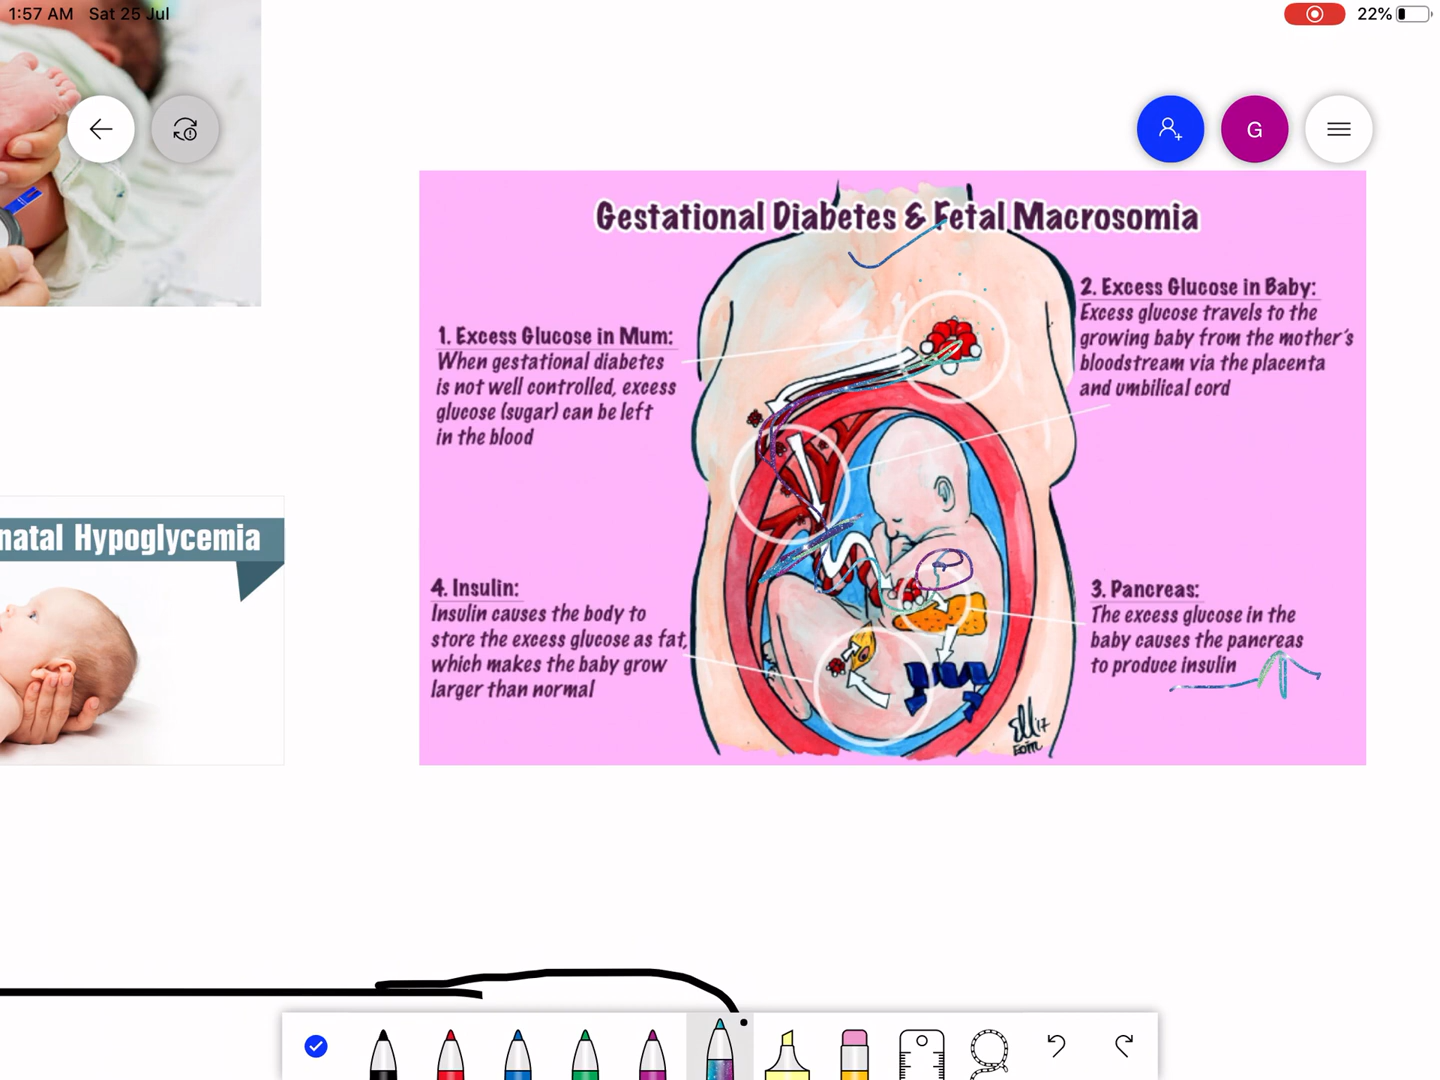 1:57 AM Sat 25 Jul
22%
G
Gestational Diabetes & Fetal Macrosomia
1. Excess Glucose in Mum:
When gestational diabetes
is not well controlled, excess
glucose (sugar) can be left
in the blood
2. Excess Glucose in Baby:
Excess glucose travels to the
growing baby from the mother's
bloodstream via the placenta
and umbilical cord
natal Hypoglycemia
4. Insulin:
Insulin causes the body to
store the excess glucose as fat,
which makes the baby grow
larger than normal
3. Pancreas:
The excess glucose in the
baby causes the pancreas
to produce insulin